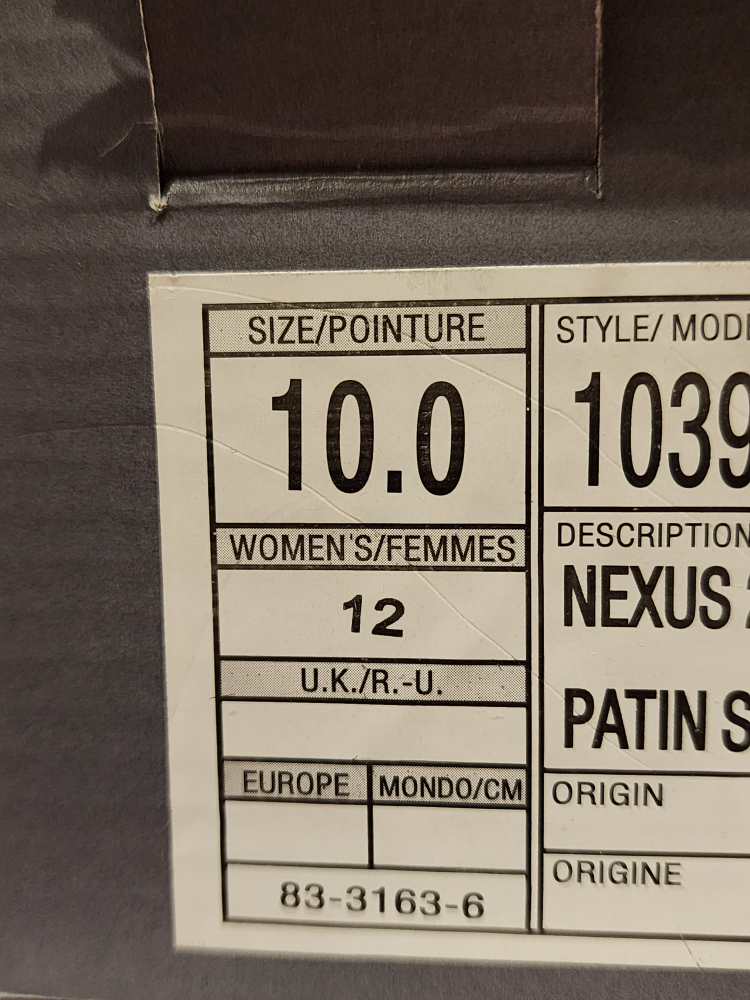 SIZE/POINTURE
10.0
WOMEN'S/FEMMES
12
U.K./R.-U.
EUROPE MONDO/CM
83-3163-6
STYLE/
1039
DESCRIPTION
NEXUS
PATIN
ORIGIN
ORIGINE